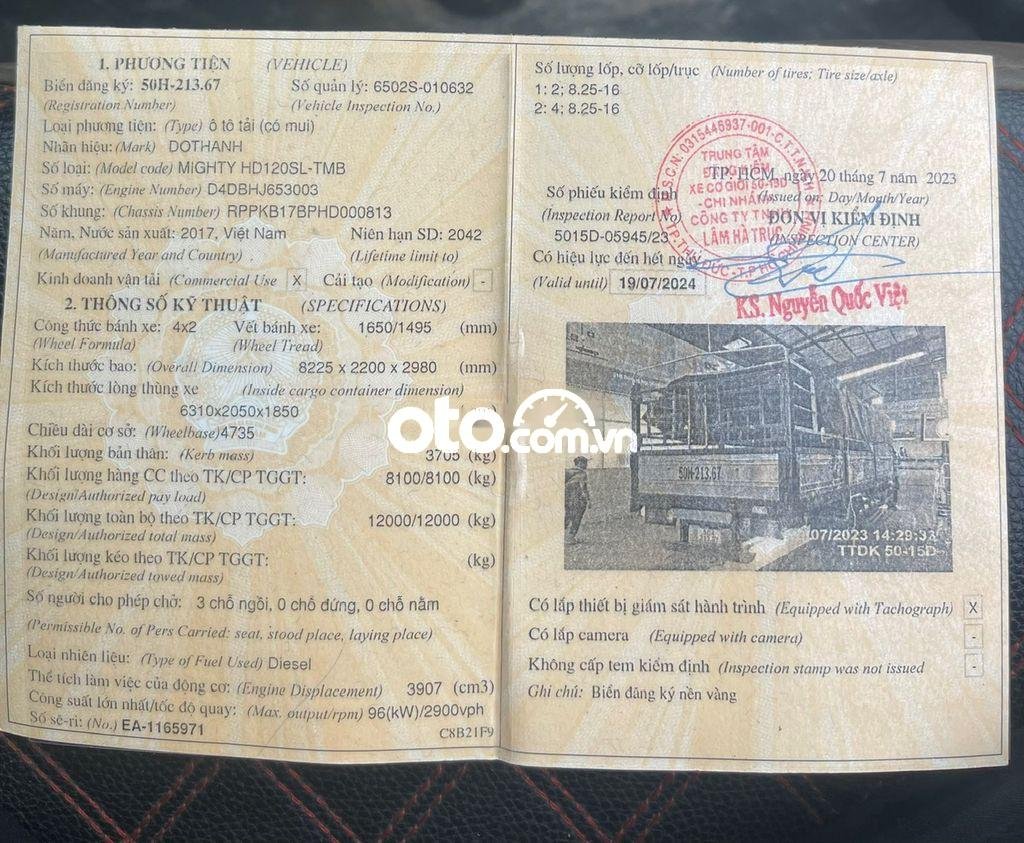 1. PHƯƠNG TIỆN (VEHICLE)
Biển đăng ký: 50H-213.67 Số quản lý: 6502S-010632
(Registration Number) (Vehicle Inspection No.)
Loại phương tiện: (Type) ô tô tải (có mui)
Nhãn hiệu: (Mark) DOTHANH
Số loại: (Model code) MIGHTY HD120SL-TMB
Số máy: (Engine Number) D4DBHJ653003
Số khung: (Chassis Number) RPPKB17BPHD000813
Năm, Nước sản xuất: 2017, Việt Nam Niên hạn SD: 2042
(Manufactured Year and Country) (Lifetime limit to)
Kinh doanh vận tải (Commercial Use X Cải tạo (Modification) -
2. THÔNG SỐ KỸ THUẬT (SPECIFICATIONS)
Công thức bánh xe: 4x2 Vết bánh xe: 1650/1495 (mm)
(Wheel Formula) (Wheel Tread)
Kích thước bao: (Overall Dimension) 8225 x 2200 x 2980 (mm)
Kích thước lòng thùng xe (Inside cargo container dimension)
6310x2050x1850
Chiều dài cơ sở: (Wheelbase) 4735
Khối lượng bản thân: (Kerb mass) 3705 (kg)
Khối lượng hàng CC theo TK/CP TGGT: 8100/8100 (kg)
(Design/Authorized pay load)
Khối lượng toàn bộ theo TK/CP TGGT: 12000/12000 (kg)
(Design/Authorized total mass)
Khối lượng kéo theo TK/CP TGGT: (kg)
(Design/Authorized towed mass)
Số người cho phép chở: 3 chỗ ngồi, 0 chỗ đứng, 0 chỗ nằm
(Permissible No. of Pers Carried: seat, stood place, laying place)
Loại nhiên liệu: (Type of Fuel Used) Diesel
Thể tích làm việc của động cơ: (Engine Displacement) 3907 (cm3)
Công suất lớn nhất/tốc độ quay: (Max. output/rpm) 96(kW)/2900vph
Số sê-ri: (No.) EA-1165971 C8B21F9
Số lượng lốp, cỡ lốp/trục (Number of tires; Tire size/axle)
1: 2; 8.25-16
2: 4; 8.25-16
TP. HCM, ngày 20 tháng 7 năm 2023
Số phiếu kiểm định (Issued on: Day/Month/Year)
(Inspection Report No) ĐƠN VỊ KIỂM ĐỊNH
5015D-05945/23 (INSPECTION CENTER)
Có hiệu lực đến hết ngày
(Valid until) 19/07/2024
TRUNG TÂM
ĐĂNG KIỂM
XE CƠ GIỚI 50-15D
-CHI NHÁNH
CÔNG TY TNHH
LÂM HÀ TRÚC
KS. Nguyễn Quốc Việt
50H-213.67
07/2023 14:29:33
TTDK 50-15D
oto.com.vn
Có lắp thiết bị giám sát hành trình (Equipped with Tachograph) X
Có lắp camera (Equipped with camera) -
Không cấp tem kiểm định (Inspection stamp was not issued -
Ghi chú: Biển đăng ký nền vàng